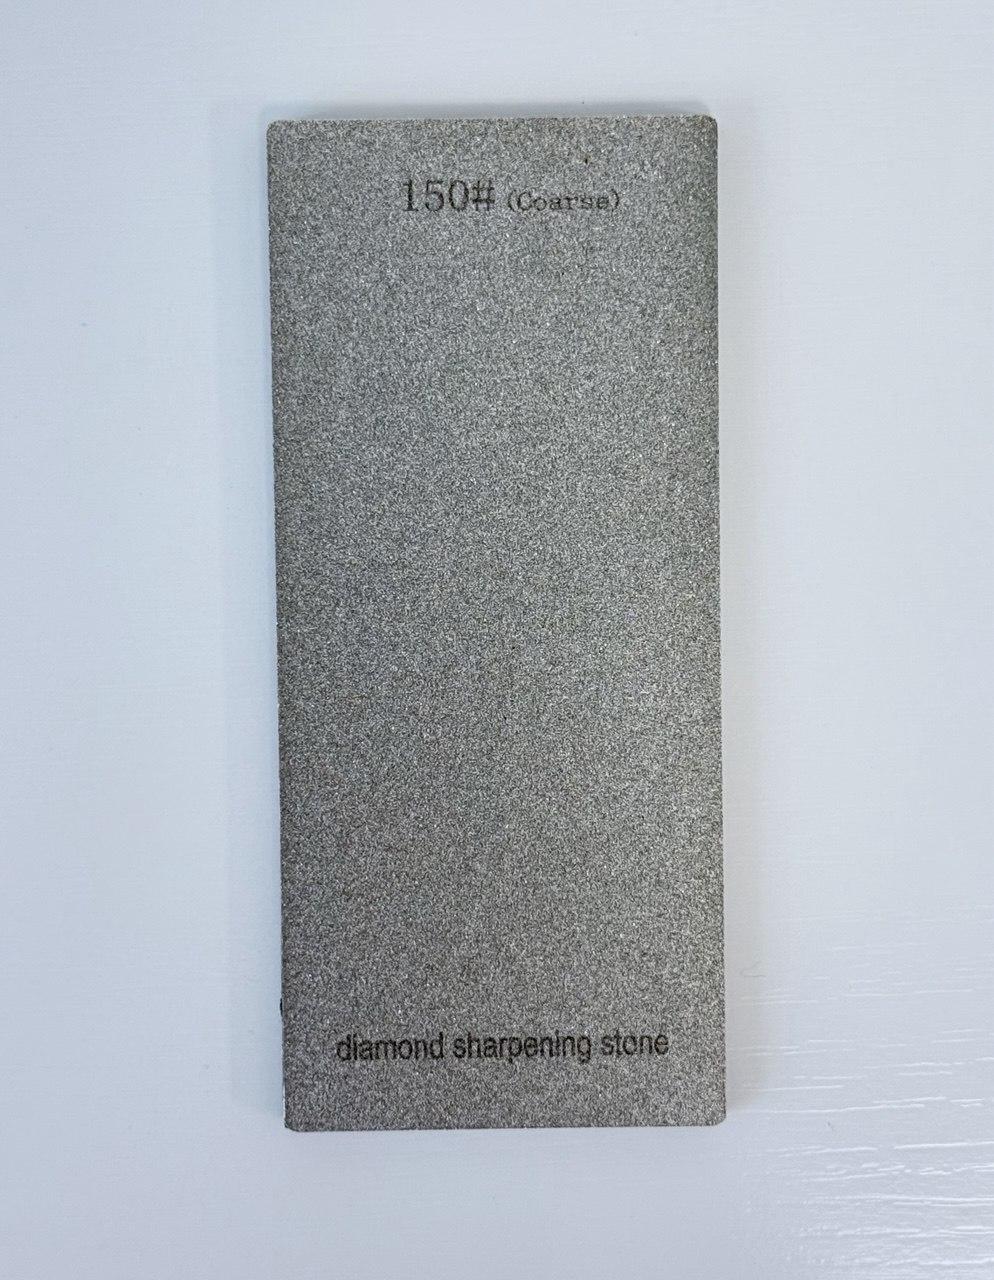 150# (Coarse)
diamond sharpening stone